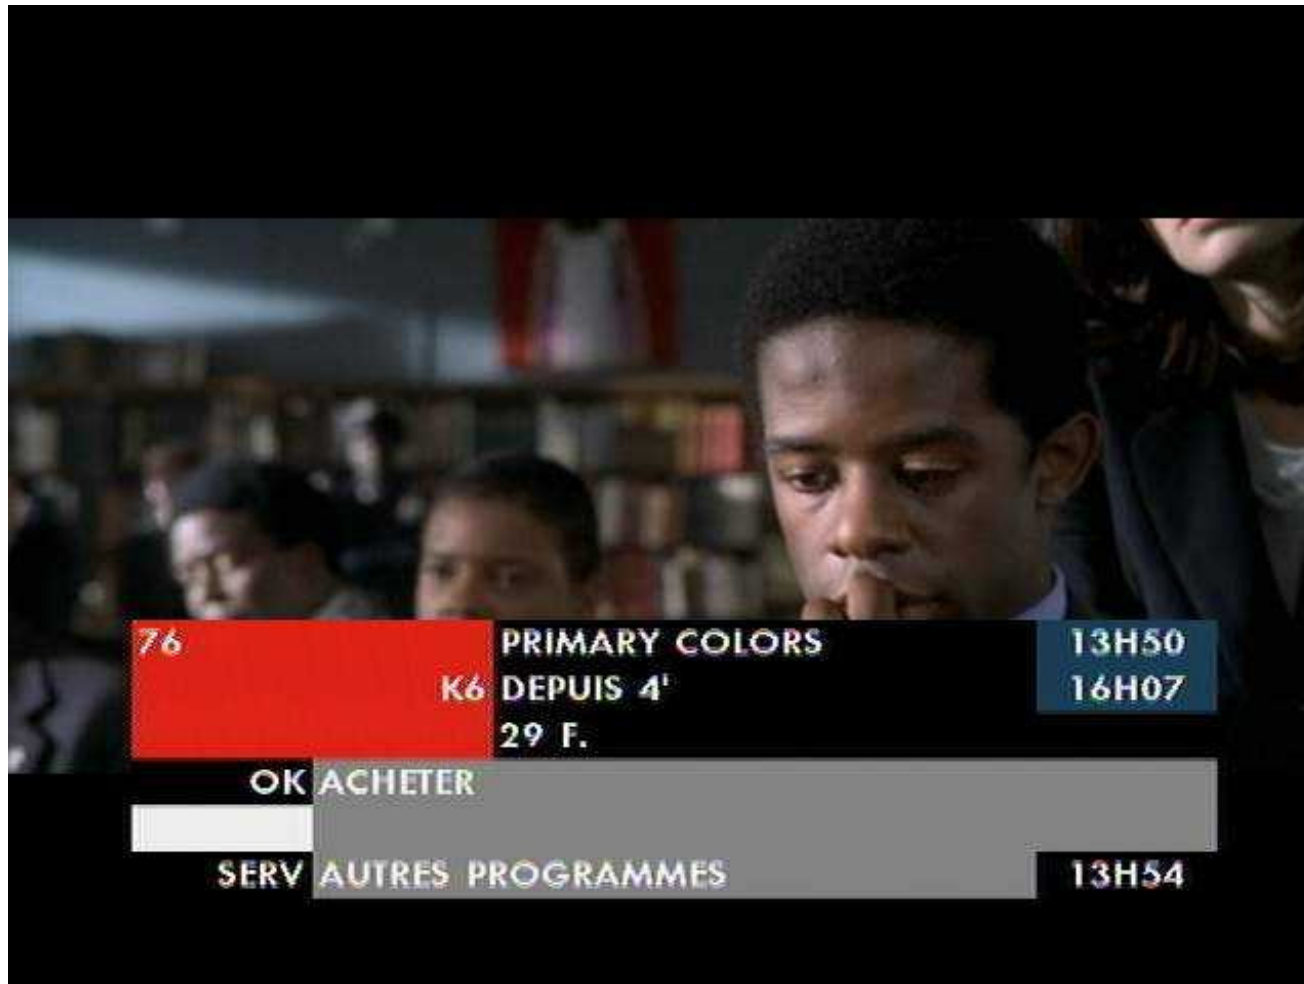 76 PRIMARY COLORS 13H50
K6 DEPUIS 4' 16H07
29 F.
OK ACHETER
SERV AUTRES PROGRAMMES 13H54